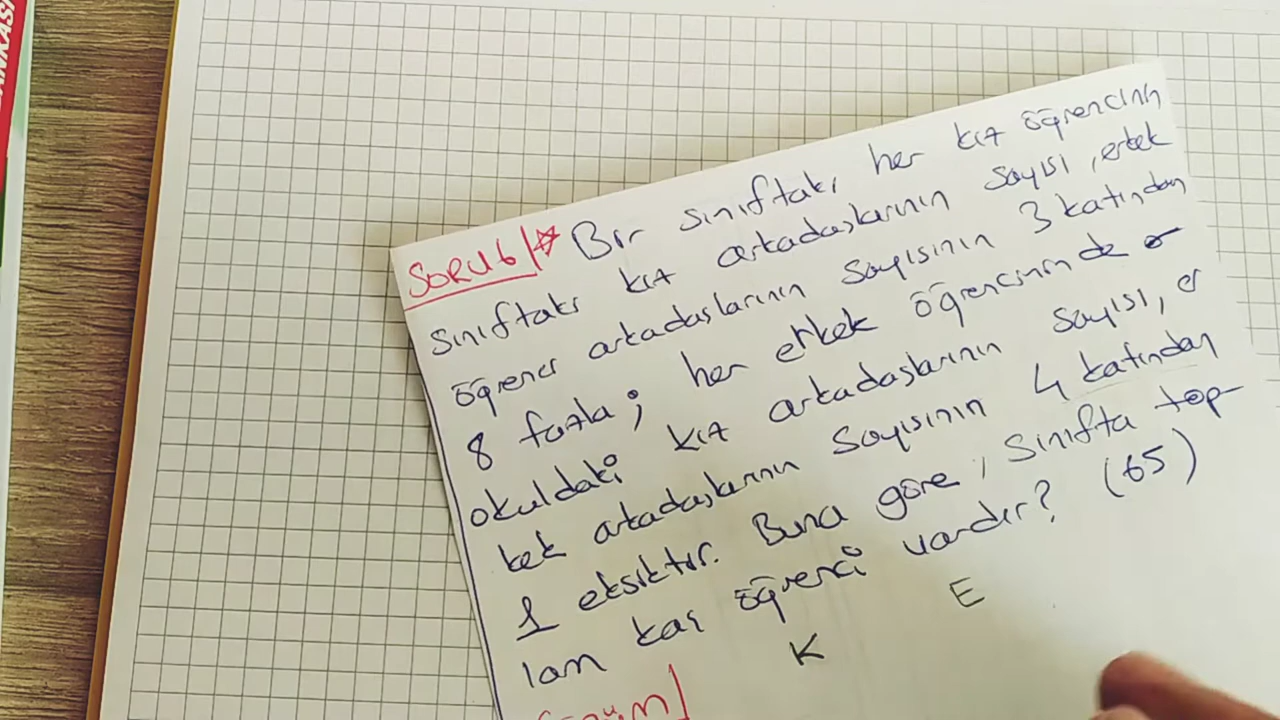 ANKASI
SORU 6/☆ Bir sınıftaki, her kız öğrencinin
sınıftaki kız arkadaşlarının sayısı, erkek
öğrenci arkadaşlarının sayısının 3 katından
8 fazla; her erkek öğrencinin de o
okuldaki kız arkadaşlarının sayısı, er
kek arkadaşlarının sayısının 4 katından
1 eksiktir. Buna göre, sınıfta top-
lam kaç öğrenci vardır? (65)
K E